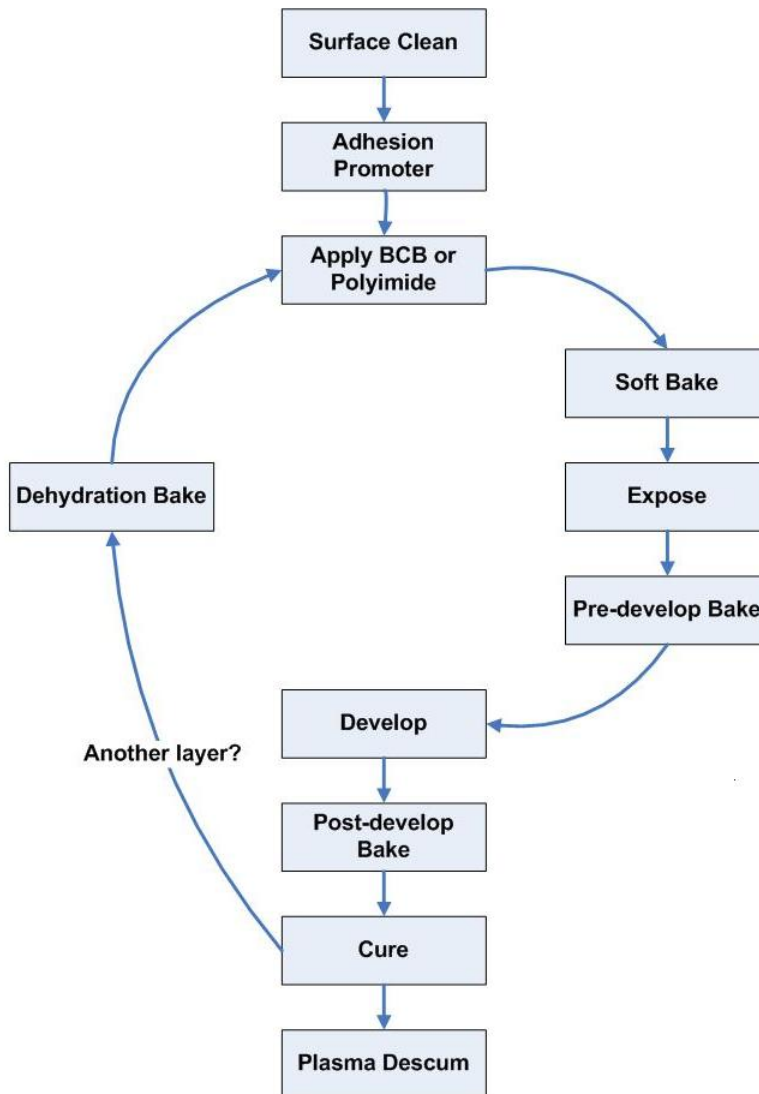 Surface Clean
Adhesion
Promoter
Apply BCB or
Polyimide
Soft Bake
Dehydration Bake
Expose
Pre-develop Bake
Develop
Another layer?
Post-develop
Bake
Cure
Plasma Descum